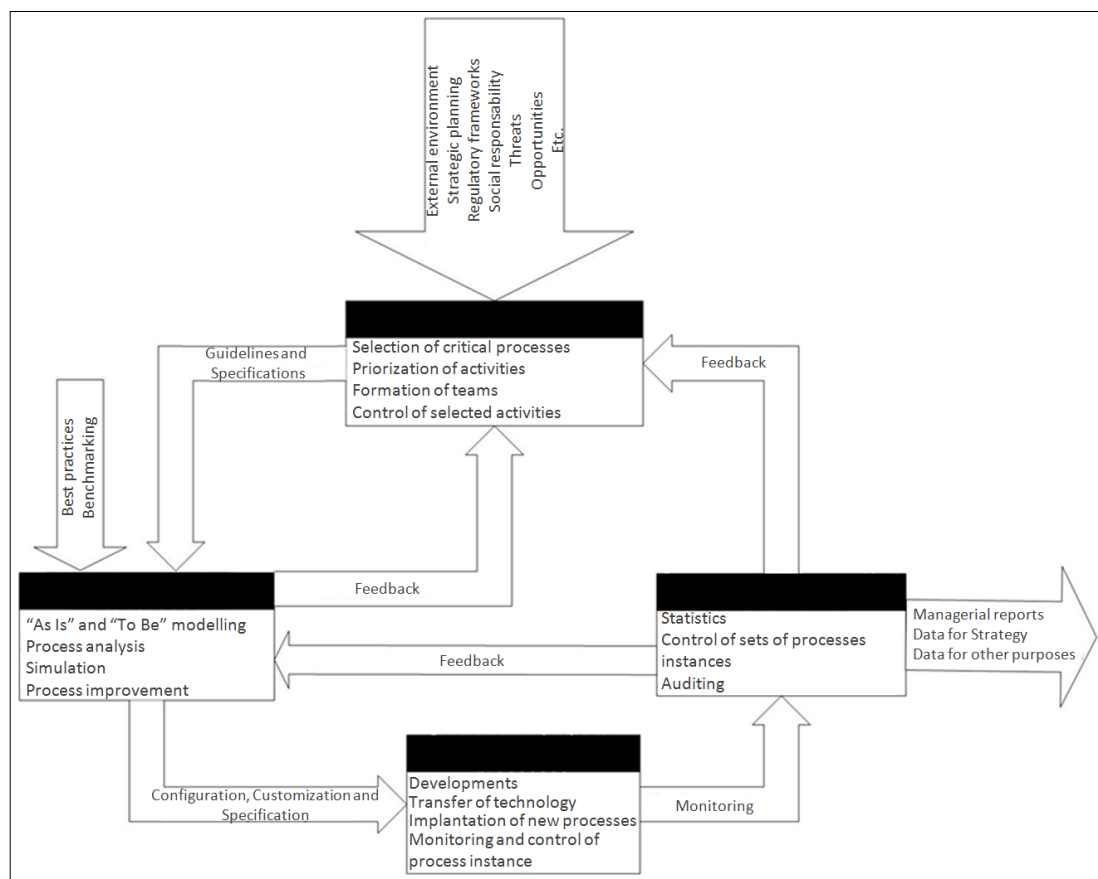 External environment
Strategic planning
Regulatory frameworks
Social responsability
Threats
Opportunities
Etc.
Selection of critical processes
Priorization of activities
Formation of teams
Control of selected activities
Guidelines and
Specifications
Feedback
Best practices
Benchmarking
Feedback
"As Is" and "To Be" modelling
Process analysis
Simulation
Process improvement
Feedback
Statistics
Control of sets of processes
instances
Auditing
Managerial reports
Data for Strategy
Data for other purposes
Configuration, Customization and
Specification
Developments
Transfer of technology
Implantation of new processes
Monitoring and control of
process instance
Monitoring